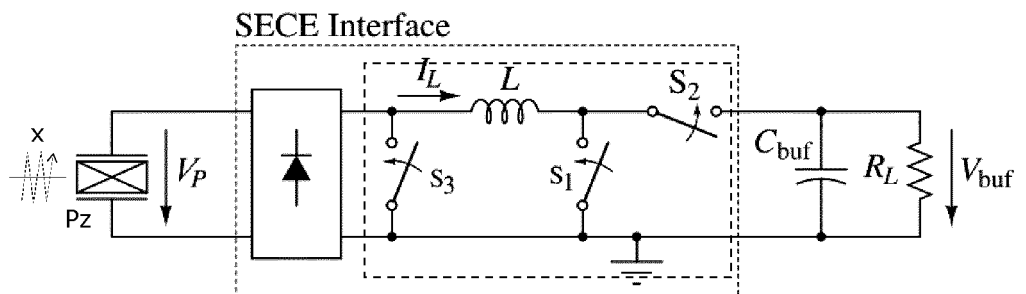 SECE Interface
I_L
L
S_2
x
V_P
S_3
S_1
C_buf
R_L
V_buf
Pz